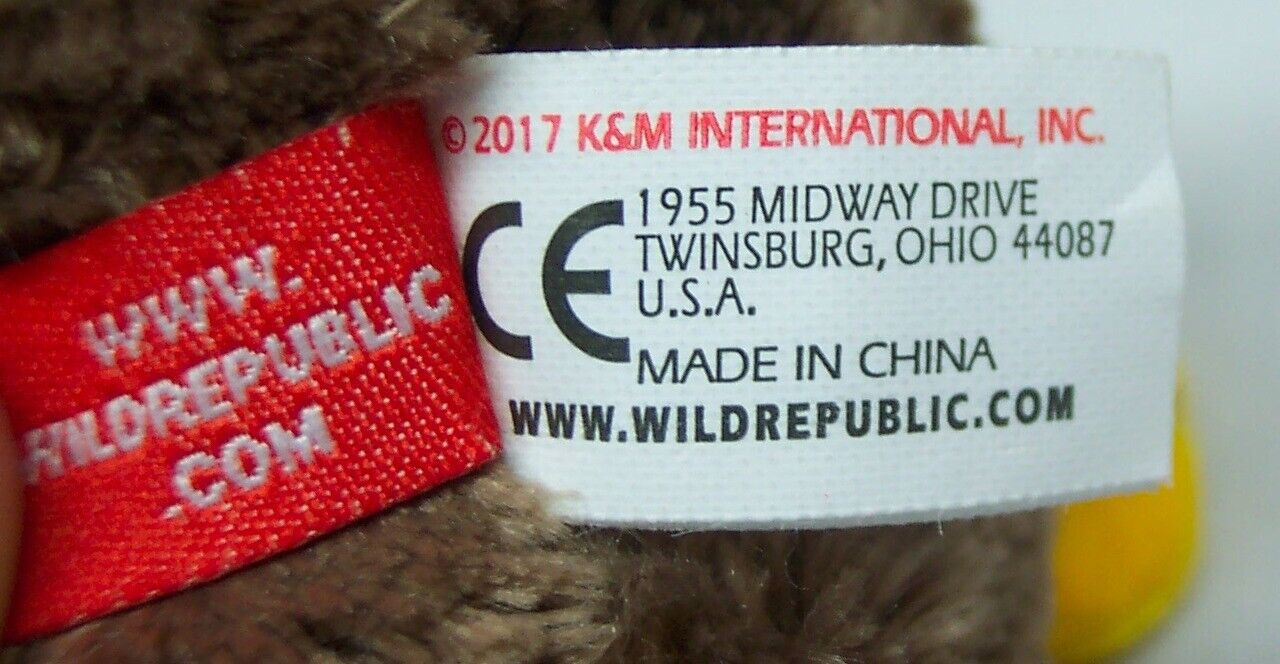 WWW.
WILDREPUBLIC
.COM
©2017 K&M INTERNATIONAL, INC.
CE
1955 MIDWAY DRIVE
TWINSBURG, OHIO 44087
U.S.A.
MADE IN CHINA
WWW.WILDREPUBLIC.COM